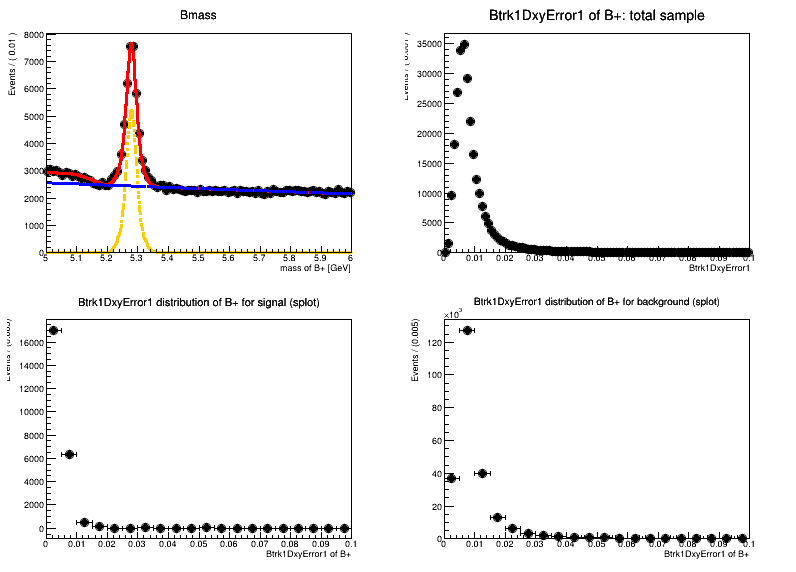 Bmass
Events / ( 0.01 )
8000
7000
6000
5000
4000
3000
2000
1000
0
5 5.1 5.2 5.3 5.4 5.5 5.6 5.7 5.8 5.9 6
mass of B+ [GeV]
Btrk1DxyError1 of B+: total sample
Events / ( 0.001 )
35000
30000
25000
20000
15000
10000
5000
0
0 0.01 0.02 0.03 0.04 0.05 0.06 0.07 0.08 0.09 0.1
Btrk1DxyError1
Btrk1DxyError1 distribution of B+ for signal (splot)
Events / (0.005)
16000
14000
12000
10000
8000
6000
4000
2000
0
0 0.01 0.02 0.03 0.04 0.05 0.06 0.07 0.08 0.09 0.1
Btrk1DxyError1 of B+
Btrk1DxyError1 distribution of B+ for background (splot)
×10³
Events / (0.005)
120
100
80
60
40
20
0
0 0.01 0.02 0.03 0.04 0.05 0.06 0.07 0.08 0.09 0.1
Btrk1DxyError1 of B+